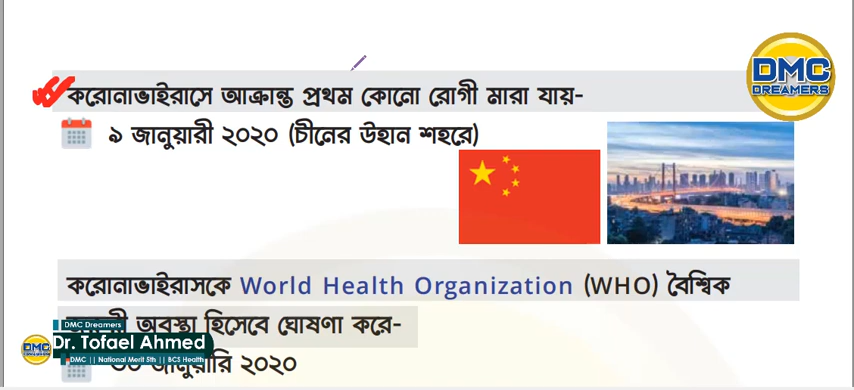 করোনাভাইরাসে আক্রান্ত প্রথম কোনো রোগী মারা যায়-
৯ জানুয়ারী ২০২০ (চীনের উহান শহরে)
DMC
DREAMERS
করোনাভাইরাসকে World Health Organization (WHO) বৈশ্বিক
অবস্থা হিসেবে ঘোষণা করে-
DMC Dreamers
Dr. Tofael Ahmed
DMC || National Merit 5th || BCS Health
জানুয়ারি ২০২০